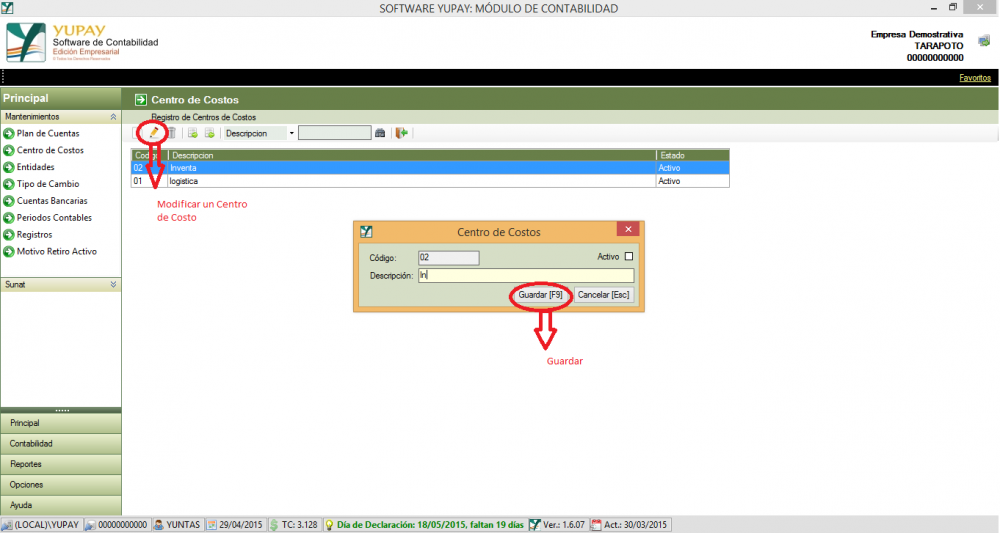 SOFTWARE YUPAY: MÓDULO DE CONTABILIDAD
YUPAY
Software de Contabilidad
Edición Empresarial
Empresa Demostrativa
TARAPOTO
00000000000
Favoritos
Principal
Centro de Costos
Mantenimientos
Registro de Centros de Costos
Plan de Cuentas
Centro de Costos
Entidades
Tipo de Cambio
Cuentas Bancarias
Periodos Contables
Registros
Motivo Retiro Activo
Sunat
Descripcion
Codigo Descripcion Estado
02 Inventa Activo
01 logistica Activo
Modificar un Centro
de Costo
Centro de Costos
Código: 02 Activo
Descripción: In
Guardar [F9] Cancelar [Esc]
Guardar
Principal
Contabilidad
Reportes
Opciones
Ayuda
(LOCAL)\YUPAY 00000000000 YUNTAS 29/04/2015 TC: 3.128 Día de Declaración: 18/05/2015, faltan 19 días Ver.: 1.6.07 Act.: 30/03/2015